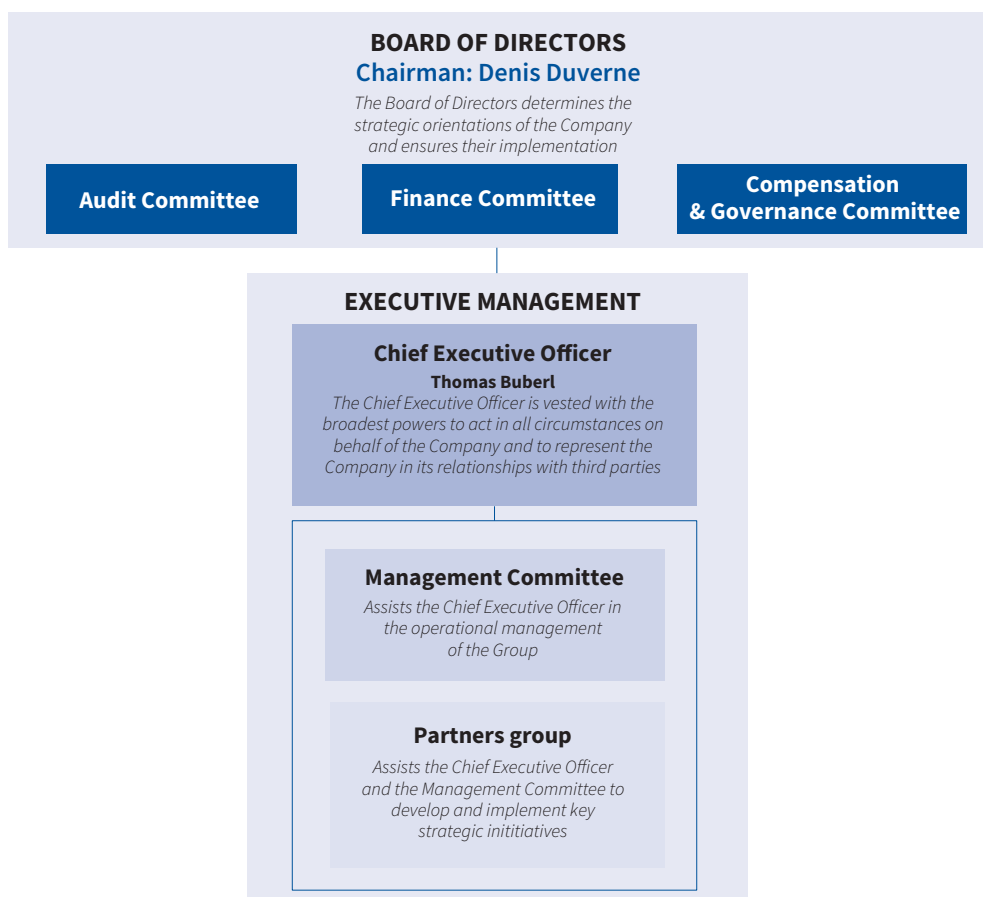 BOARD OF DIRECTORS
Chairman: Denis Duverne
The Board of Directors determines the
strategic orientations of the Company
and ensures their implementation
Audit Committee
Finance Committee
Compensation
& Governance Committee
EXECUTIVE MANAGEMENT
Chief Executive Officer
Thomas Buberl
The Chief Executive Officer is vested with the
broadest powers to act in all circumstances on
behalf of the Company and to represent the
Company in its relationships with third parties
Management Committee
Assists the Chief Executive Officer in
the operational management
of the Group
Partners group
Assists the Chief Executive Officer
and the Management Committee to
develop and implement key
strategic inititiatives